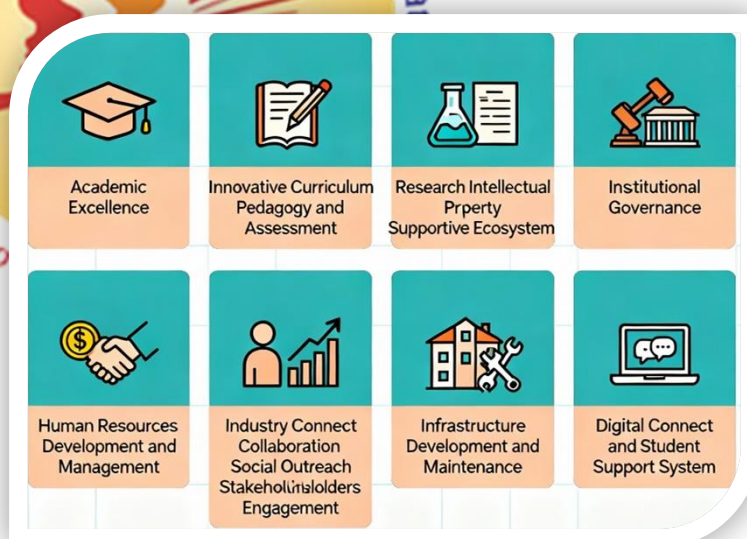 Academic
Excellence
Innovative Curriculum
Pedagogy and
Assessment
Research Intellectual
Prperty
Supportive Ecosystem
Institutional
Governance
Human Resources
Development and
Management
Industry Connect
Collaboration
Social Outreach
Engagement
Infrastructure
Development and
Maintenance
Digital Connect
and Student
Support System